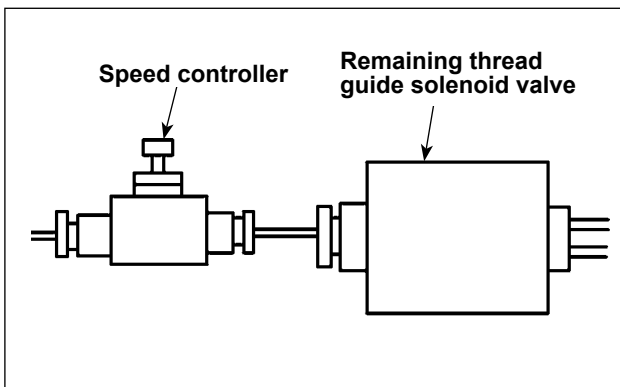 Speed controller
Remaining thread
guide solenoid valve